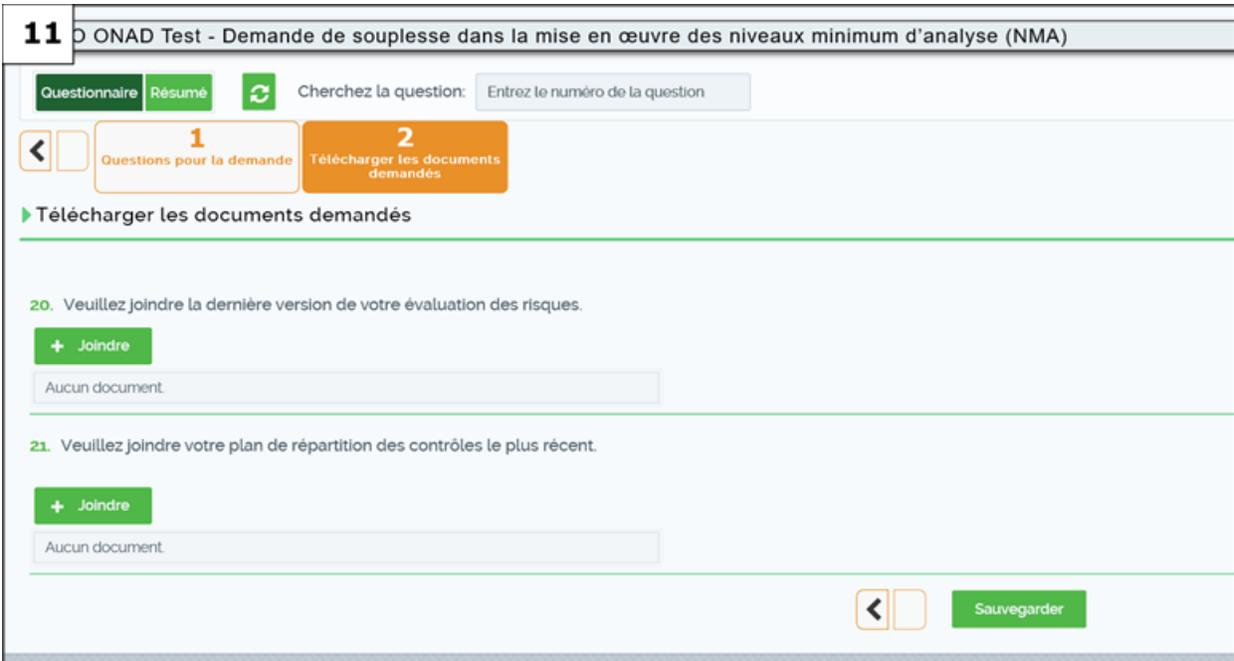 11
O ONAD Test - Demande de souplesse dans la mise en œuvre des niveaux minimum d'analyse (NMA)
Questionnaire Résumé Cherchez la question: Entrez le numéro de la question
1
Questions pour la demande
2
Télécharger les documents
demandés
Télécharger les documents demandés
20. Veuillez joindre la dernière version de votre évaluation des risques.
+ Joindre
Aucun document.
21. Veuillez joindre votre plan de répartition des contrôles le plus récent.
+ Joindre
Aucun document.
Sauvegarder